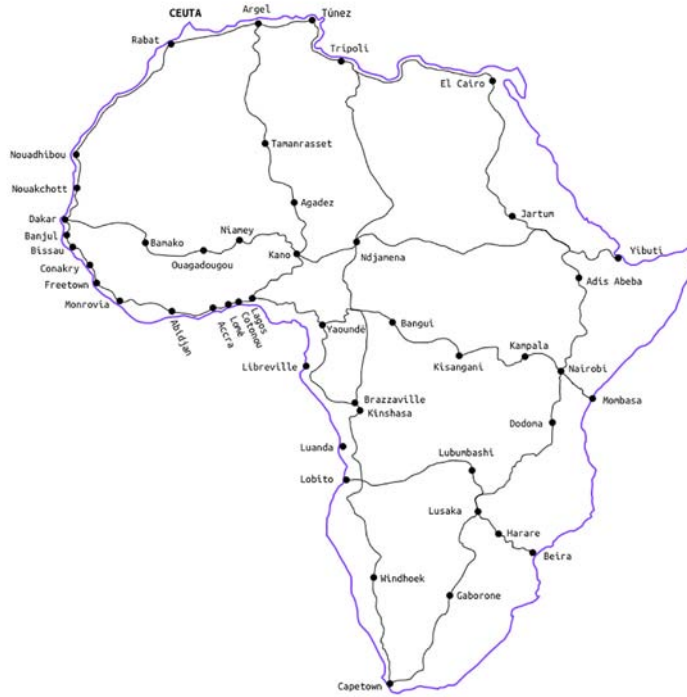 CEUTA
Argel
Túnez
Rabat
Trípoli
El Cairo
Tamanrasset
Nouadhibou
Nouakchott
Agadez
Dakar
Jartum
Banjul
Niamey
Bissau
Bamako
Kano
Ndjamena
Yibuti
Ouagadougou
Conakry
Adis Abeba
Freetown
Monrovia
Abidjan
Accra
Lomé
Cotonou
Lagos
Yaoundé
Bangui
Kampala
Libreville
Kisangani
Nairobi
Brazzaville
Mombasa
Kinshasa
Dodoma
Luanda
Lubumbashi
Lobito
Lusaka
Harare
Beira
Windhoek
Gaborone
Capetown